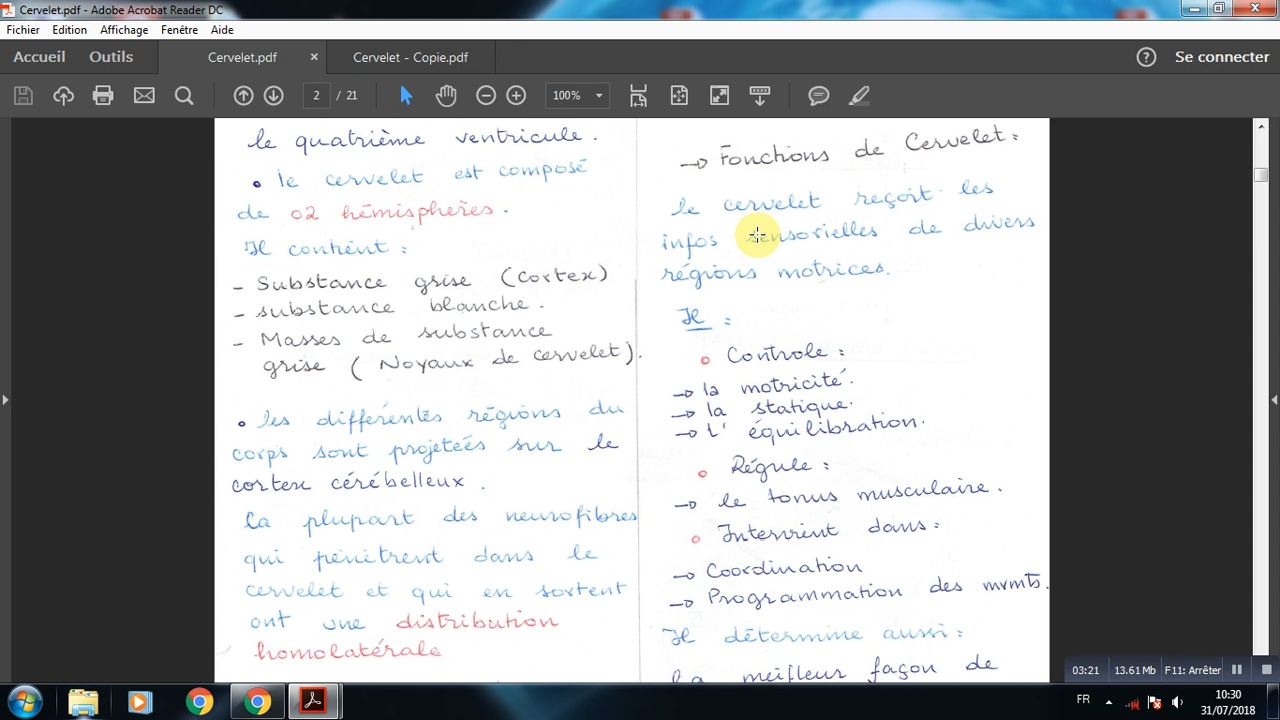 Cervelet.pdf - Adobe Acrobat Reader DC
Fichier Edition Affichage Fenêtre Aide
Accueil Outils Cervelet.pdf × Cervelet - Copie.pdf ? Se connecter
2 / 21 100%
le quatrième ventricule.
• le cervelet est composé
de 02 hémisphères.
Il contient :
- Substance grise (Cortex)
- substance blanche.
- Masses de substance
grise ( Noyaux de cervelet).
• les différentes régions du
corps sont projeteés sur le
cortex cérébelleux.
la plupart des neurofibres
qui pénètrent dans le
cervelet et qui en sortent
ont une distribution
homolatérale
→ Fonctions de Cervelet :
le cervelet reçoit les
infos sensorielles de divers
régions motrices.
Il :
• Controle :
→ la motricité.
→ la statique.
→ L'équilibration.
• Régule :
→ le tonus musculaire.
• Intervient dans :
→ Coordination
→ Programmation des mvmts.
Il détermine aussi :
la meilleur façon de
03:21 13.61 Mb F11: Arrêter
FR 10:30
31/07/2018